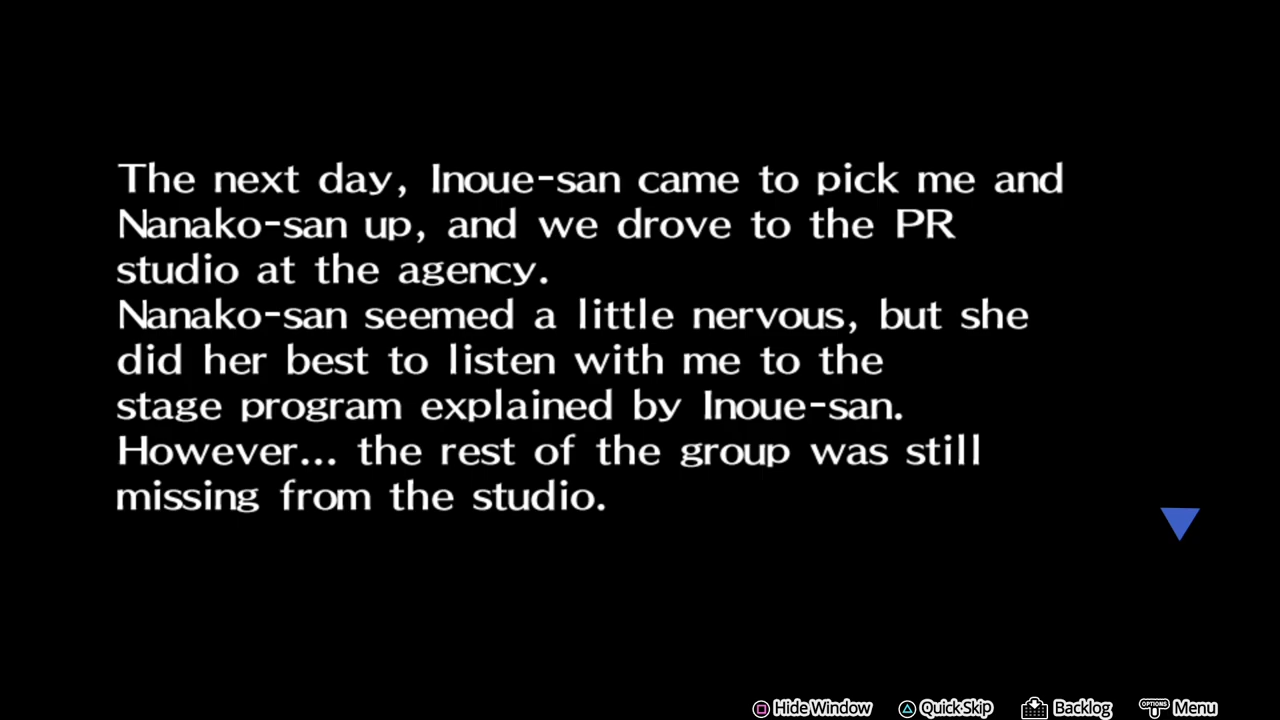 The next day, Inoue-san came to pick me and
Nanako-san up, and we drove to the PR
studio at the agency.
Nanako-san seemed a little nervous, but she
did her best to listen with me to the
stage program explained by Inoue-san.
However... the rest of the group was still
missing from the studio.
Hide Window Quick Skip Backlog OPTIONS Menu